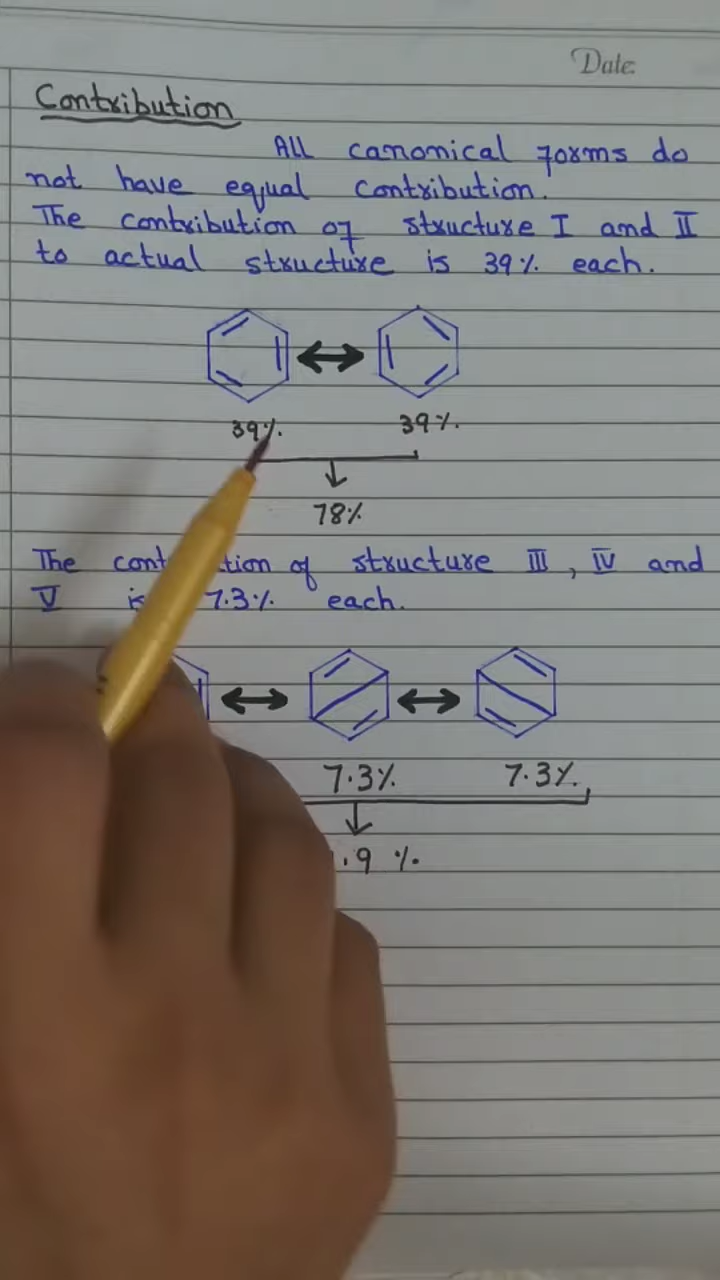 Date
Contribution
All canonical forms do
not have equal contribution.
The contribution of structure I and II
to actual structure is 39% each.
39%. 39%.
78%
The cont tion of structure III, IV and
V is 7.3% each.
7.3% 7.3%.
.9 %.